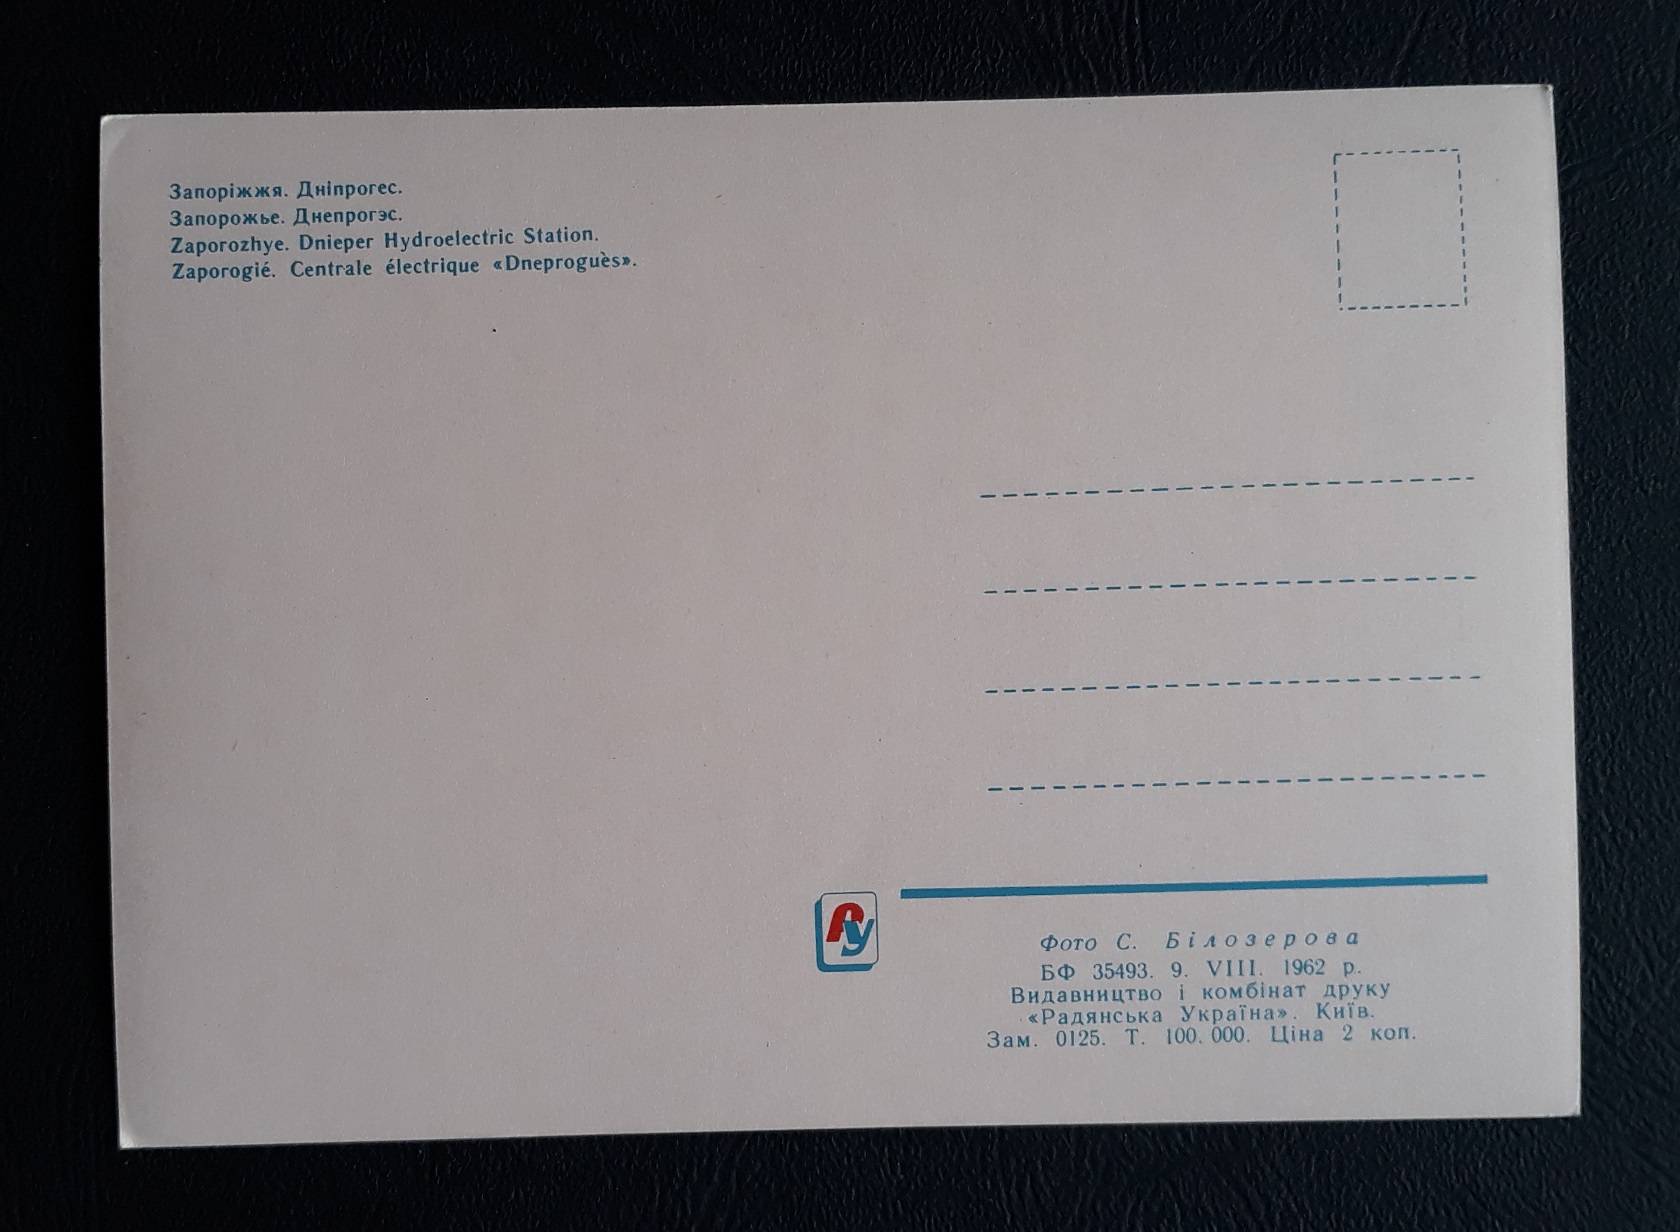 Запоріжжя. Дніпрогес.
Запорожье. Днепрогэс.
Zaporozhye. Dnieper Hydroelectric Station.
Zaporogié. Centrale électrique «Dneproguès».
РУ
Фото С. Білозерова
БФ 35493. 9. VIII. 1962 р.
Видавництво і комбінат друку
«Радянська Україна». Київ.
Зам. 0125. Т. 100.000. Ціна 2 коп.